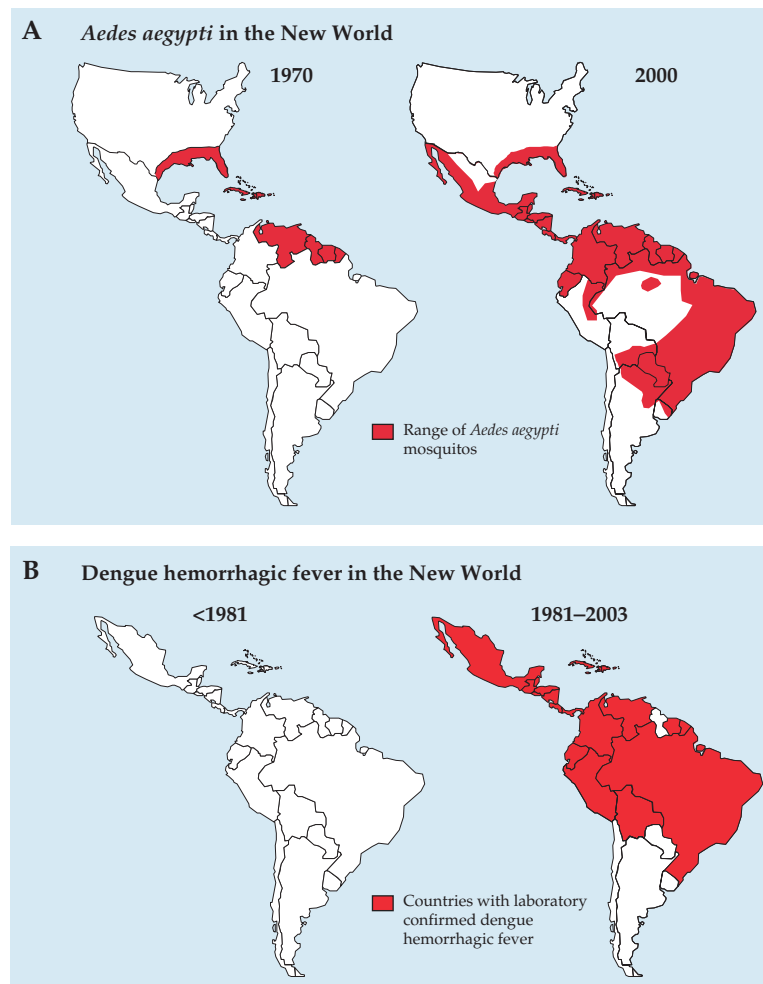 A Aedes aegypti in the New World
1970
2000
Range of Aedes aegypti
mosquitos
B Dengue hemorrhagic fever in the New World
<1981
1981–2003
Countries with laboratory
confirmed dengue
hemorrhagic fever